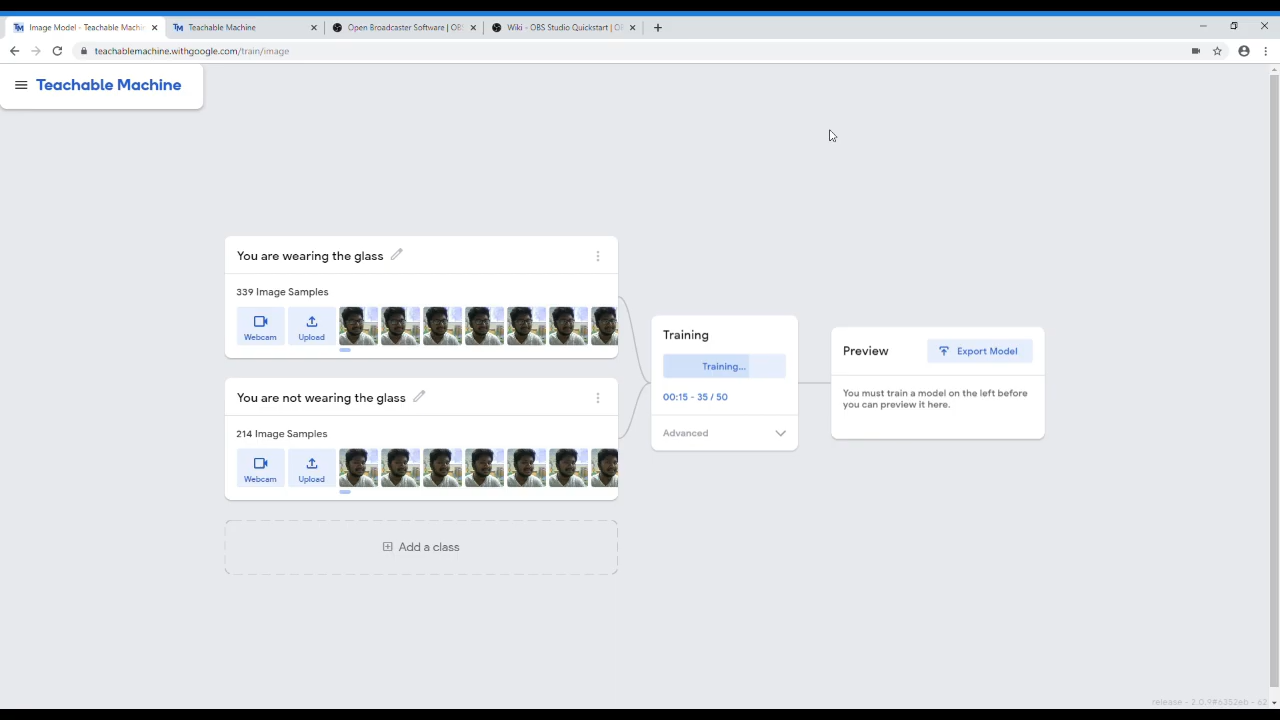 Image Model - Teachable Machin
Teachable Machine
Open Broadcaster Software | OBS
Wiki - OBS Studio Quickstart | OB
teachablemachine.withgoogle.com/train/image
Teachable Machine
You are wearing the glass
339 Image Samples
Webcam
Upload
You are not wearing the glass
214 Image Samples
Webcam
Upload
Add a class
Training
Training...
00:15 - 35 / 50
Advanced
Preview
Export Model
You must train a model on the left before
you can preview it here.